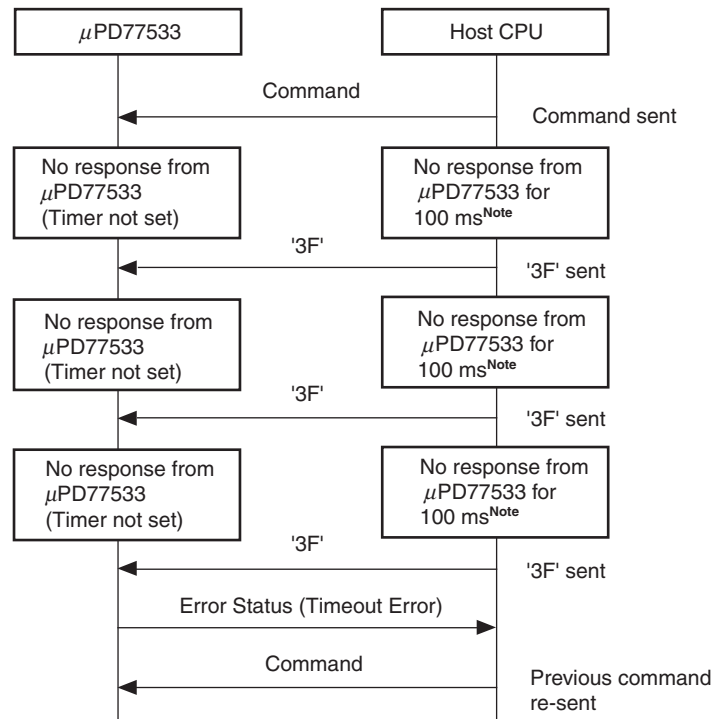 μPD77533
Host CPU
Command
Command sent
No response from
μPD77533
(Timer not set)
No response from
μPD77533 for
100 msNote
'3F'
'3F' sent
No response from
μPD77533
(Timer not set)
No response from
μPD77533 for
100 msNote
'3F'
'3F' sent
No response from
μPD77533
(Timer not set)
No response from
μPD77533 for
100 msNote
'3F'
'3F' sent
Error Status (Timeout Error)
Command
Previous command
re-sent